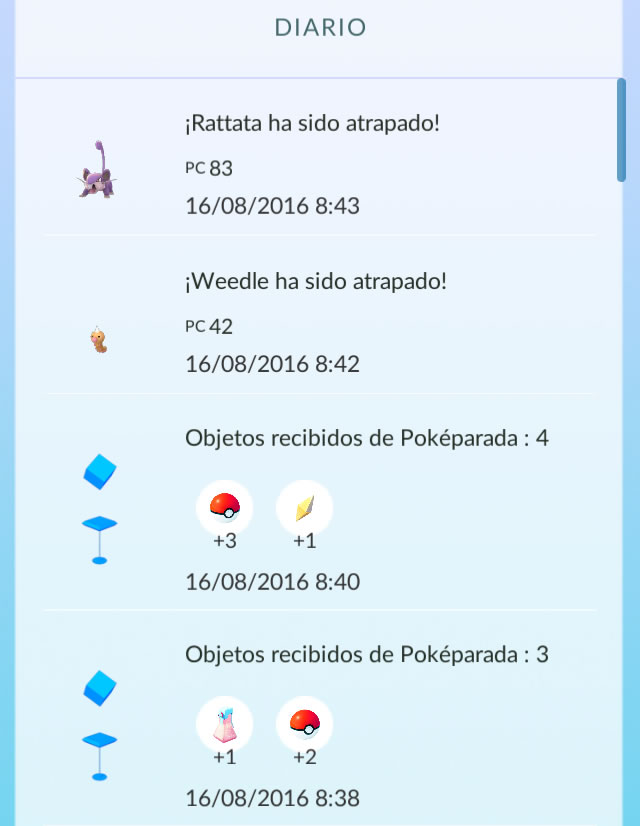 DIARIO
¡Rattata ha sido atrapado!
PC 83
16/08/2016 8:43
¡Weedle ha sido atrapado!
PC 42
16/08/2016 8:42
Objetos recibidos de Poképarada : 4
+3 +1
16/08/2016 8:40
Objetos recibidos de Poképarada : 3
+1 +2
16/08/2016 8:38